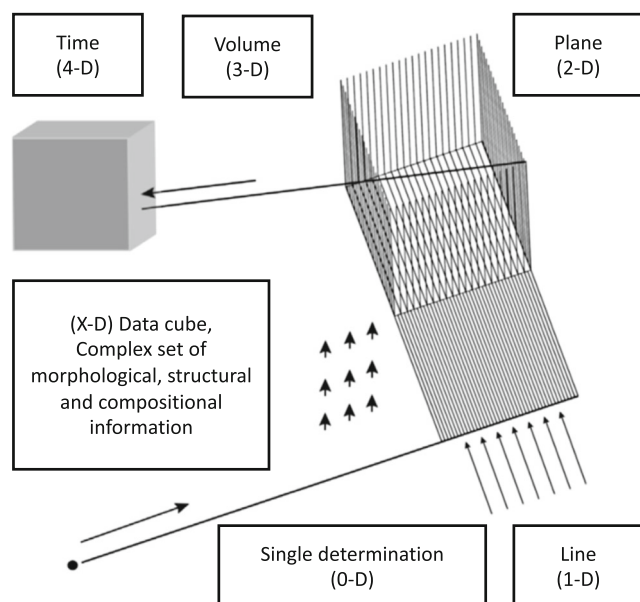 Time
(4-D)
Volume
(3-D)
Plane
(2-D)
(X-D) Data cube,
Complex set of
morphological, structural
and compositional
information
Single determination
(0-D)
Line
(1-D)